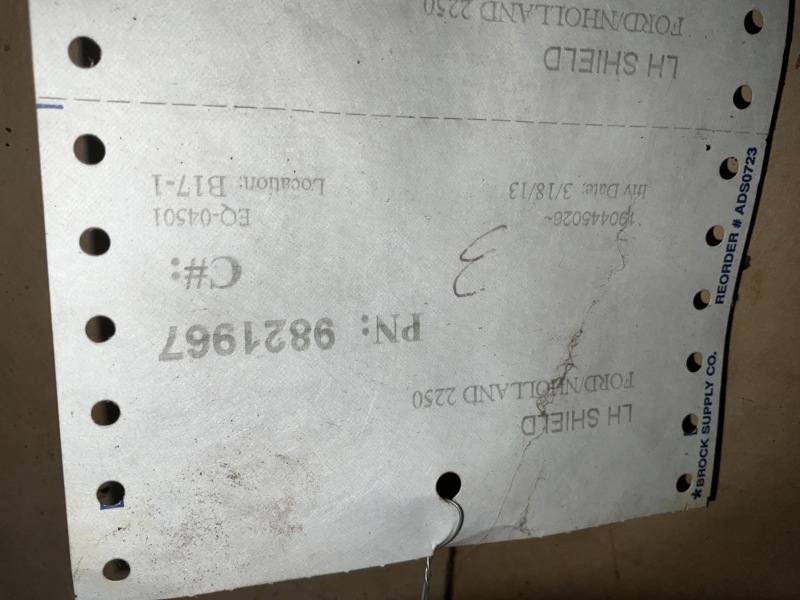 LH SHIELD
FORD/NHOLLAND 2250
PN: 9821967
C#:
3
190445026~ EQ-04501
Inv Date: 3/18/13 Location: B17-1
LH SHIELD
FORD/NHOLLAND 2250
*BROCK SUPPLY CO. REORDER # ADS0723